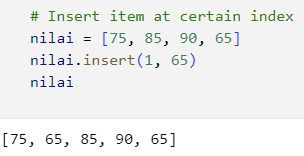 # Insert item at certain index
nilai = [75, 85, 90, 65]
nilai.insert(1, 65)
nilai
[75, 65, 85, 90, 65]